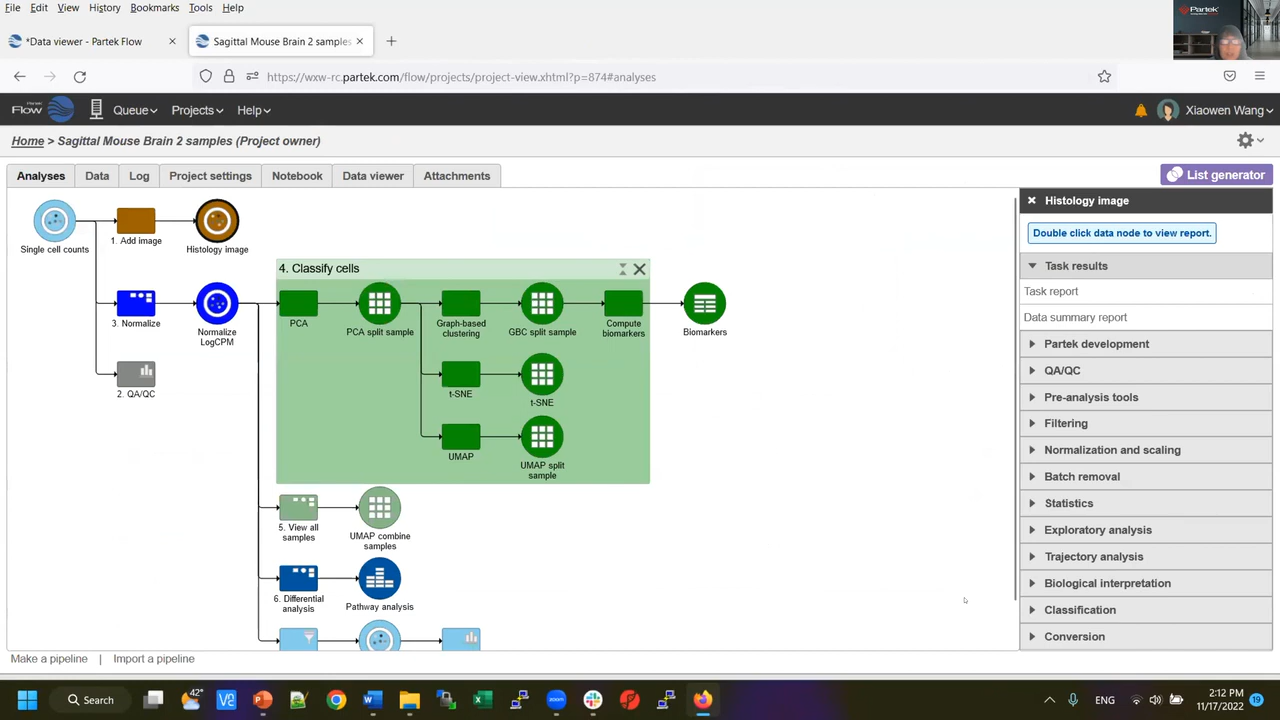 File Edit View History Bookmarks Tools Help
*Data viewer - Partek Flow
Sagittal Mouse Brain 2 samples
https://wxw-rc.partek.com/flow/projects/project-view.xhtml?p=874#analyses
Partek
Partek Flow Queue Projects Help Xiaowen Wang
Home > Sagittal Mouse Brain 2 samples (Project owner)
Analyses Data Log Project settings Notebook Data viewer Attachments List generator
Single cell counts
1. Add image
Histology image
3. Normalize
Normalize LogCPM
2. QA/QC
4. Classify cells
PCA
PCA split sample
Graph-based clustering
GBC split sample
Compute biomarkers
Biomarkers
t-SNE
t-SNE
UMAP
UMAP split sample
5. View all samples
UMAP combine samples
6. Differential analysis
Pathway analysis
Histology image
Double click data node to view report.
Task results
Task report
Data summary report
Partek development
QA/QC
Pre-analysis tools
Filtering
Normalization and scaling
Batch removal
Statistics
Exploratory analysis
Trajectory analysis
Biological interpretation
Classification
Conversion
Make a pipeline | Import a pipeline
Search
42°
ENG
2:12 PM
11/17/2022
19